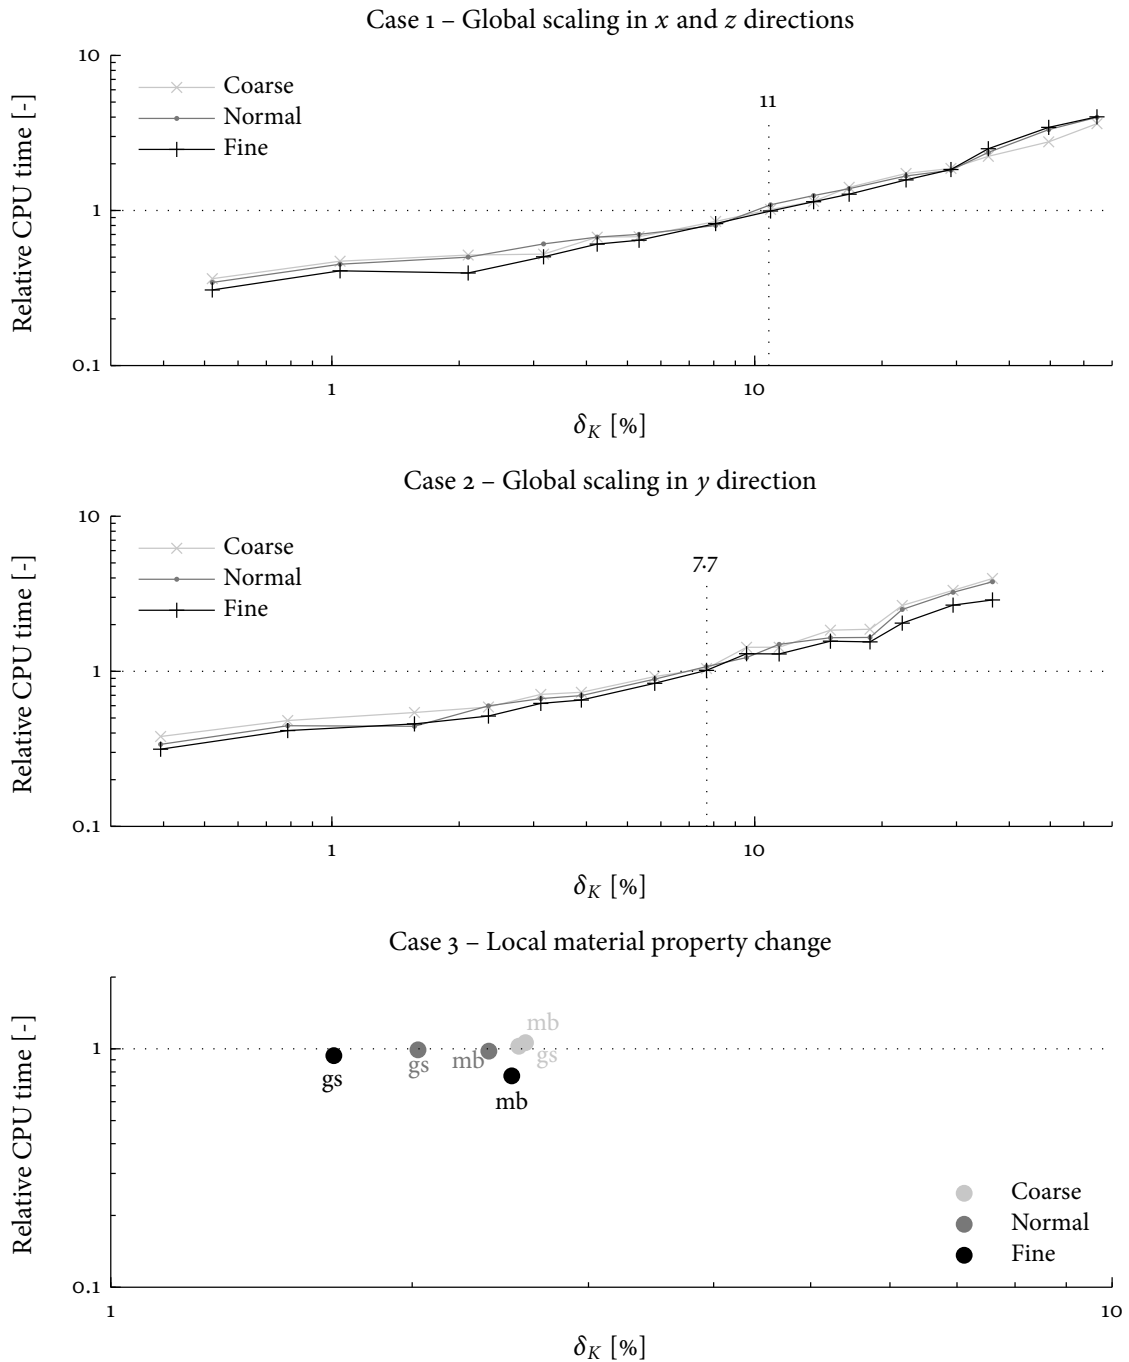 Case 1 – Global scaling in x and z directions
10
Coarse
Normal
Fine
11
1
0.1
Relative CPU time [-]
1
10
δK [%]
Case 2 – Global scaling in y direction
10
Coarse
Normal
Fine
7.7
1
0.1
Relative CPU time [-]
1
10
δK [%]
Case 3 – Local material property change
mb
1
gs
gs
mb
gs
mb
Relative CPU time [-]
Coarse
Normal
Fine
0.1
1
10
δK [%]